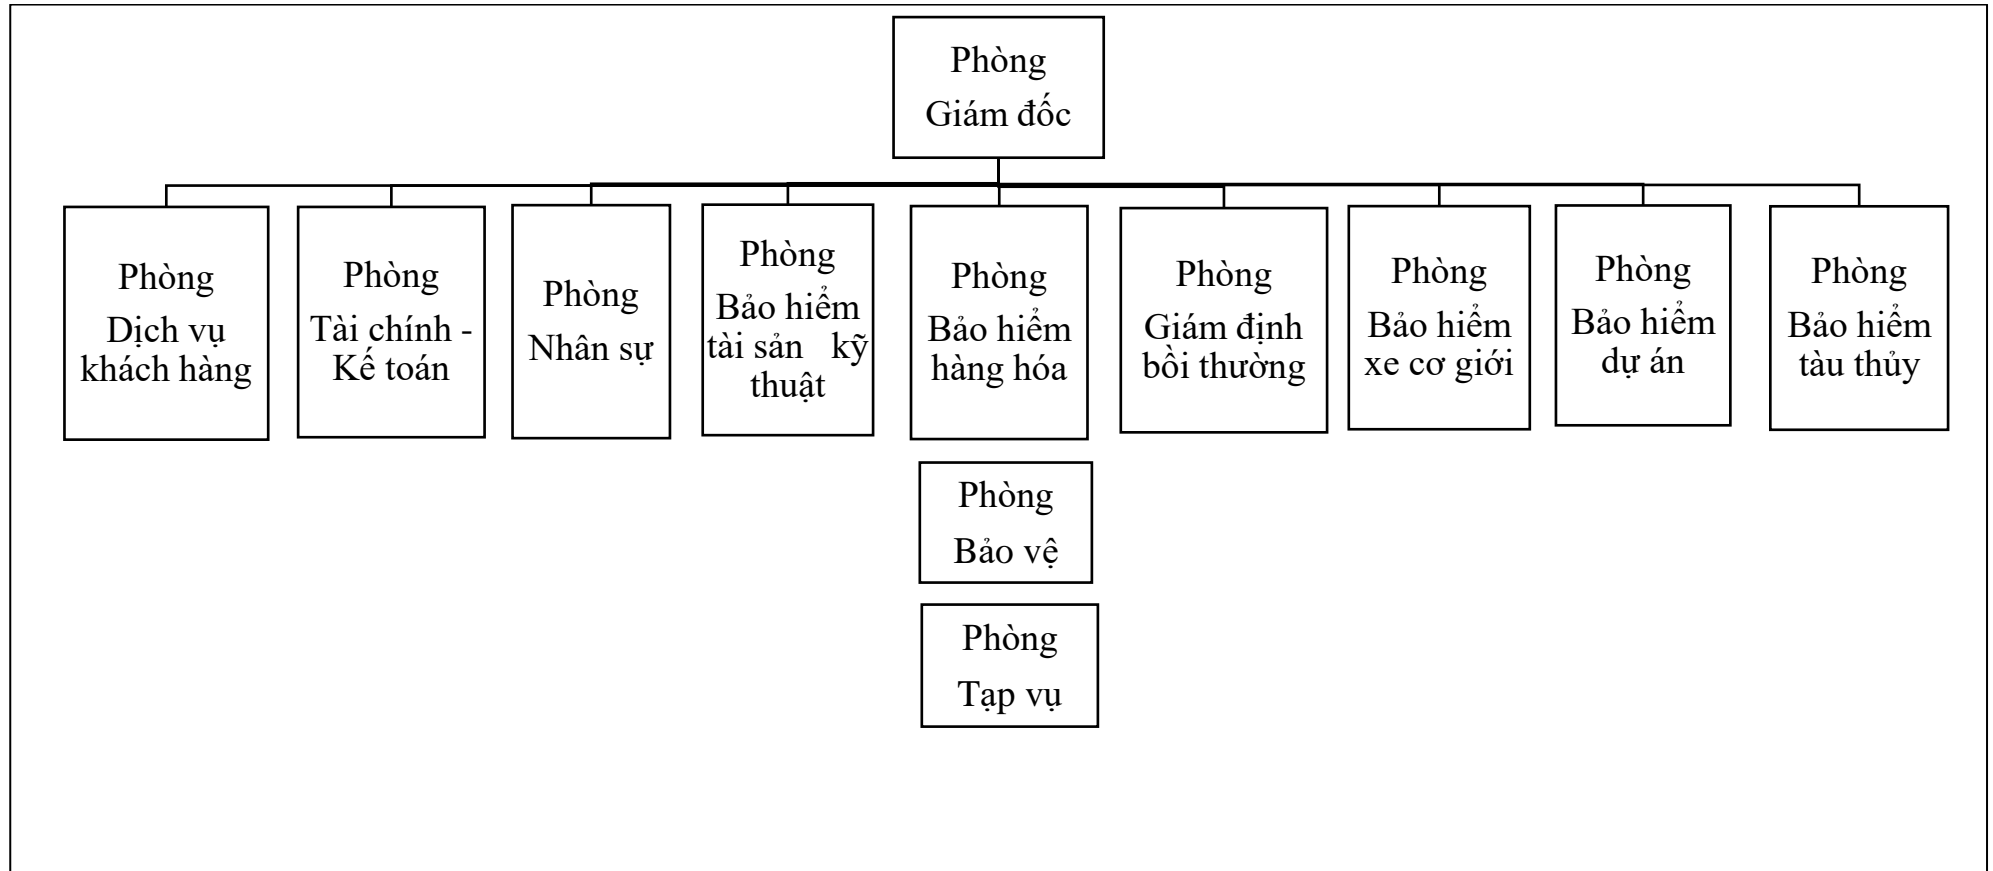 Phòng
Giám đốc
Phòng
Dịch vụ
khách hàng
Phòng
Tài chính -
Kế toán
Phòng
Nhân sự
Phòng
Bảo hiểm
tài sản kỹ
thuật
Phòng
Bảo hiểm
hàng hóa
Phòng
Giám định
bồi thường
Phòng
Bảo hiểm
xe cơ giới
Phòng
Bảo hiểm
dự án
Phòng
Bảo hiểm
tàu thủy
Phòng
Bảo vệ
Phòng
Tạp vụ